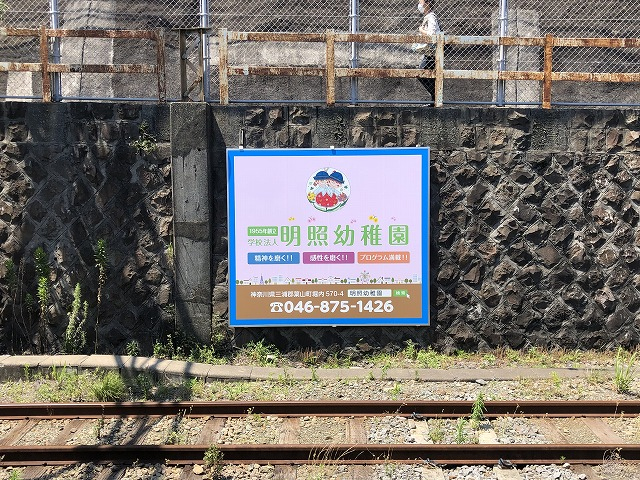 1955年創立
学校法人 明照幼稚園
精神を磨く!! 感性を磨く!! プログラム満載!!
神奈川県三浦郡葉山町堀内570-4 明照幼稚園 検索
☎046-875-1426